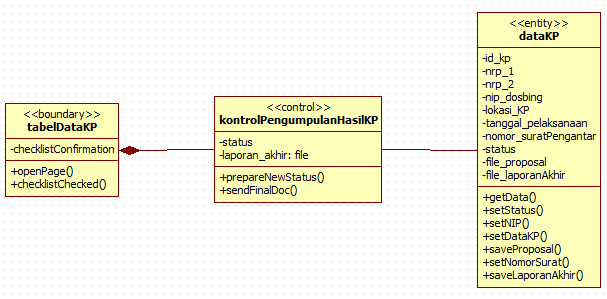 <<boundary>>
tabelDataKP
-checklistConfirmation
+openPage()
+checklistChecked()
<<control>>
kontrolPengumpulanHasilKP
-status
-laporan_akhir: file
+prepareNewStatus()
+sendFinalDoc()
<<entity>>
dataKP
-id_kp
-nrp_1
-nrp_2
-nip_dosbing
-lokasi_KP
-tanggal_pelaksanaan
-nomor_suratPengantar
-status
-file_proposal
-file_laporanAkhir
+getData()
+setStatus()
+setNIP()
+setDataKP()
+saveProposal()
+setNomorSurat()
+saveLaporanAkhir()